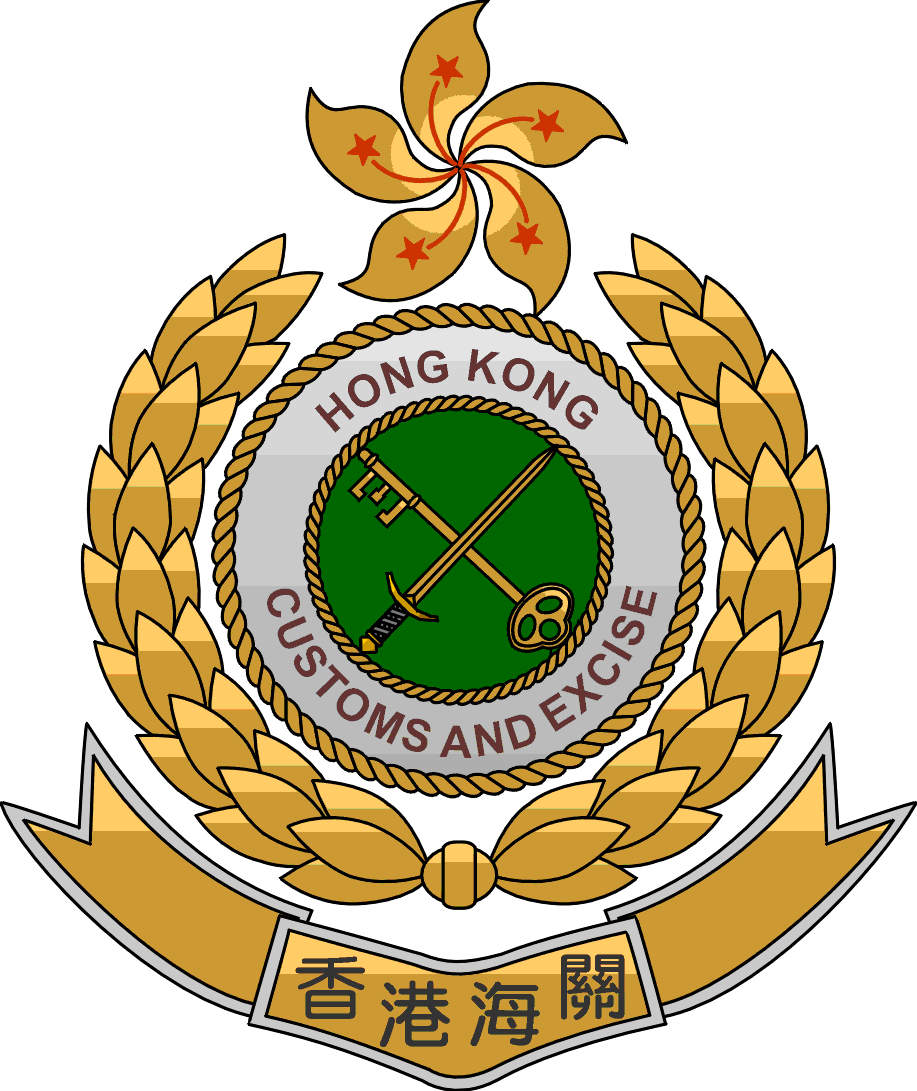 HONG KONG
CUSTOMS AND EXCISE
香港海關